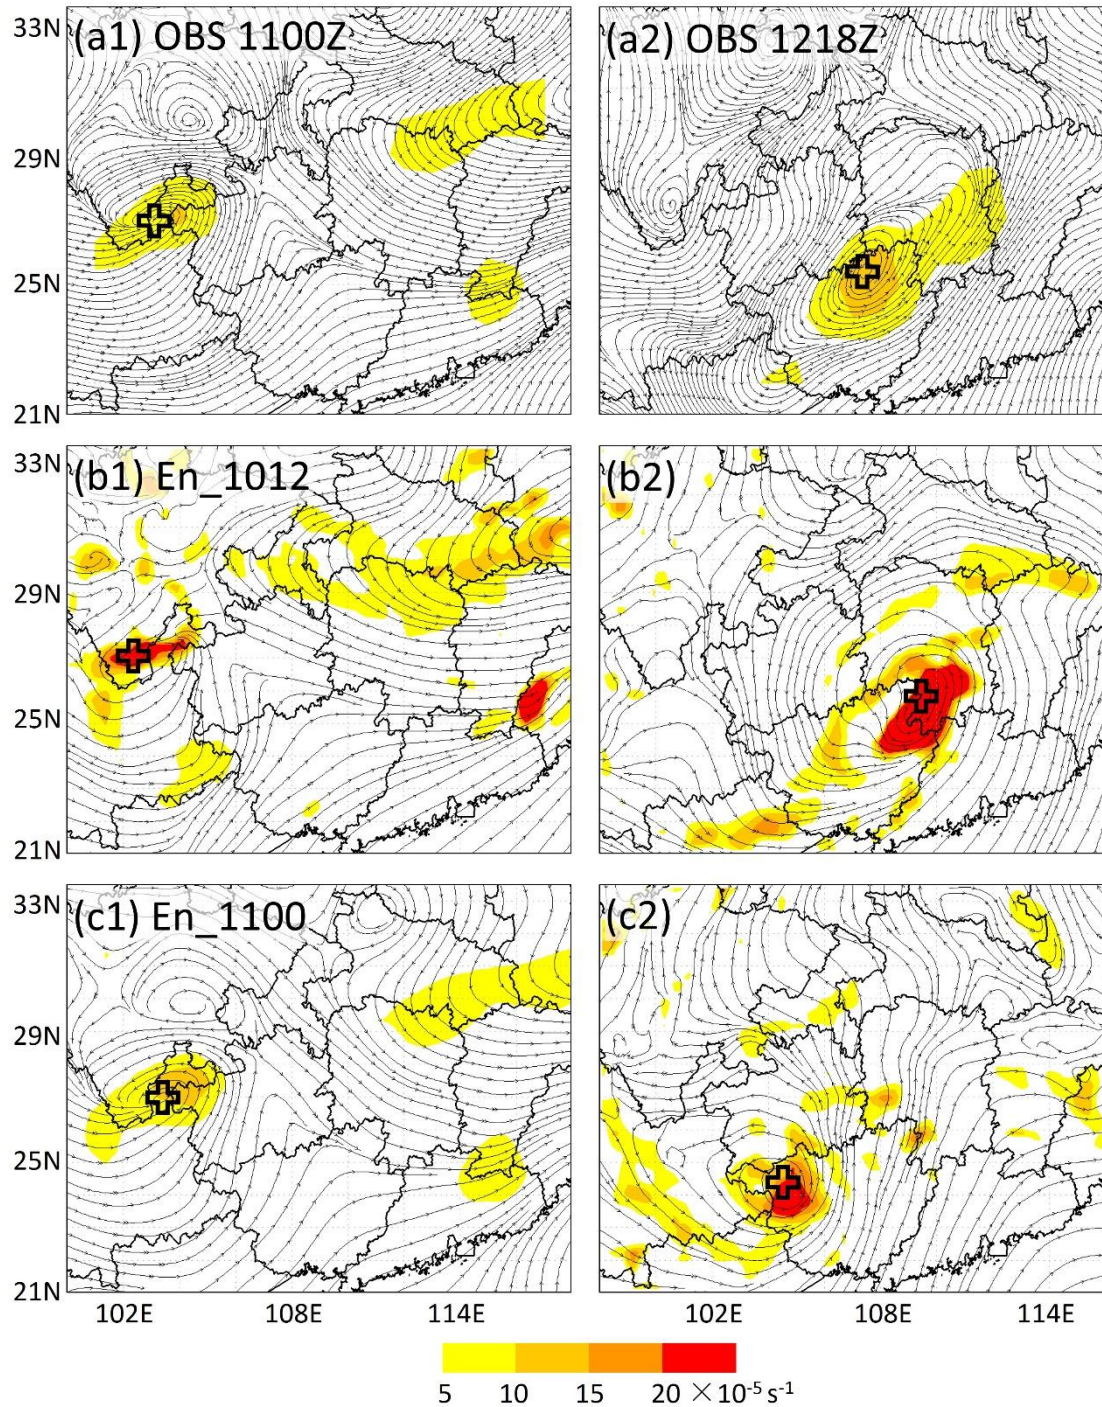 (a1) OBS 1100Z
(a2) OBS 1218Z
33N
29N
25N
21N
(b1) En_1012
(b2)
33N
29N
25N
21N
(c1) En_1100
(c2)
33N
29N
25N
21N
102E 108E 114E 102E 108E 114E
5 10 15 20 ×10⁻⁵ s⁻¹